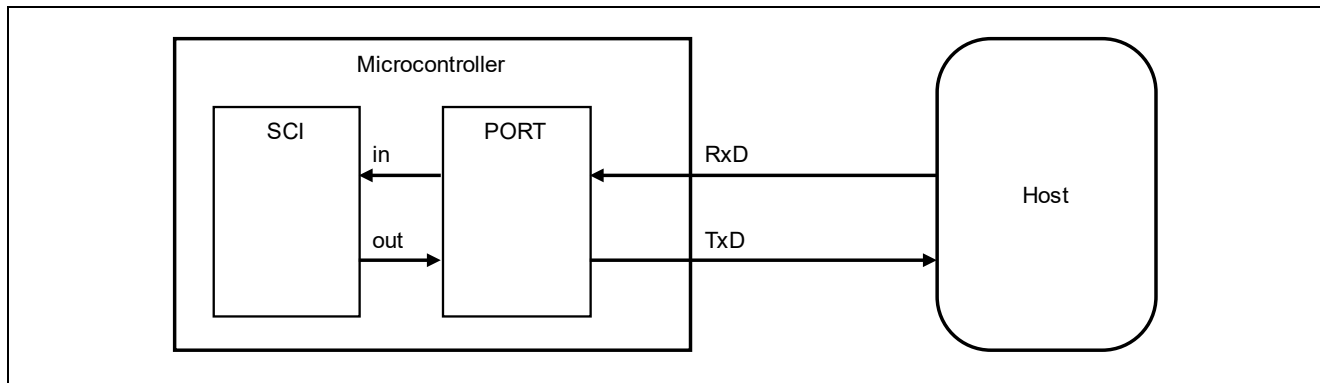 Microcontroller
SCI
PORT
in
RxD
Host
out
TxD